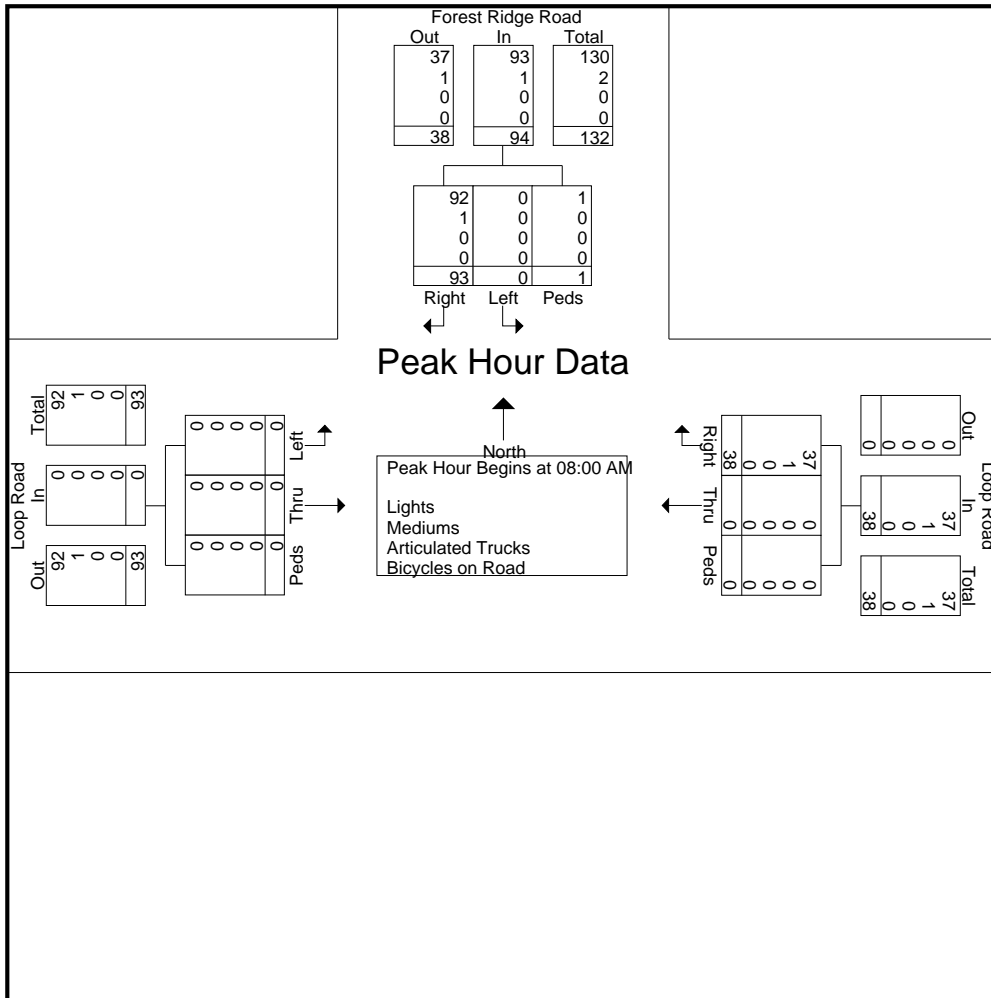 Forest Ridge Road
Out In Total
37 93 130
1 1 2
0 0 0
0 0 0
38 94 132
92 0 1
1 0 0
0 0 0
0 0 0
93 0 1
Right Left Peds
Peak Hour Data
North
Peak Hour Begins at 08:00 AM
Lights
Mediums
Articulated Trucks
Bicycles on Road
Loop Road
Out In Total
92 0 92
1 0 1
0 0 0
0 0 0
93 0 93
Peds Thru Left
0 0 0
0 0 0
0 0 0
0 0 0
0 0 0
Loop Road
Out In Total
0 37 37
0 1 1
0 0 0
0 0 0
0 38 38
Right Thru Peds
37 0 0
1 0 0
0 0 0
0 0 0
38 0 0